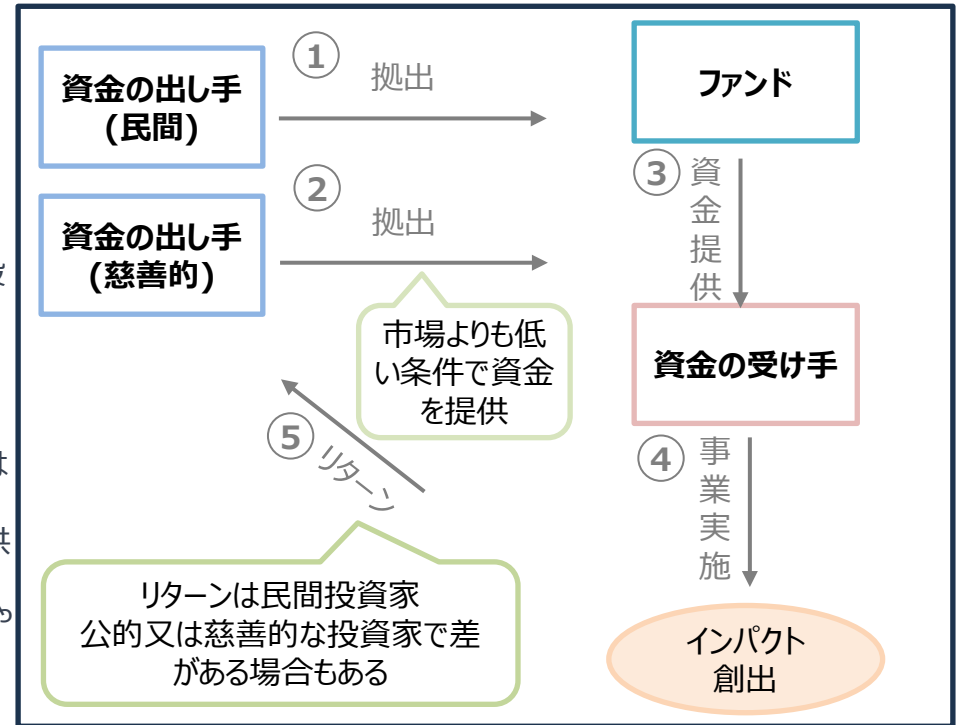 資金の出し手
(民間)
①
拠出
ファンド
資金の出し手
(慈善的)
②
拠出
市場よりも低
い条件で資金
を提供
③
資金提供
資金の受け手
④
事業実施
インパクト
創出
⑤
リターン
リターンは民間投資家
公的又は慈善的な投資家で差
がある場合もある
は
や